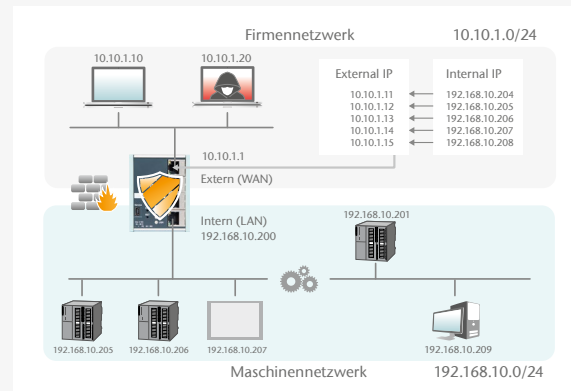 Firmennetzwerk 10.10.1.0/24
10.10.1.10
10.10.1.20
External IP Internal IP
10.10.1.11 192.168.10.204
10.10.1.12 192.168.10.205
10.10.1.13 192.168.10.206
10.10.1.14 192.168.10.207
10.10.1.15 192.168.10.208
10.10.1.1
Extern (WAN)
Intern (LAN)
192.168.10.200
192.168.10.201
192.168.10.205
192.168.10.206
192.168.10.207
192.168.10.209
Maschinennetzwerk 192.168.10.0/24